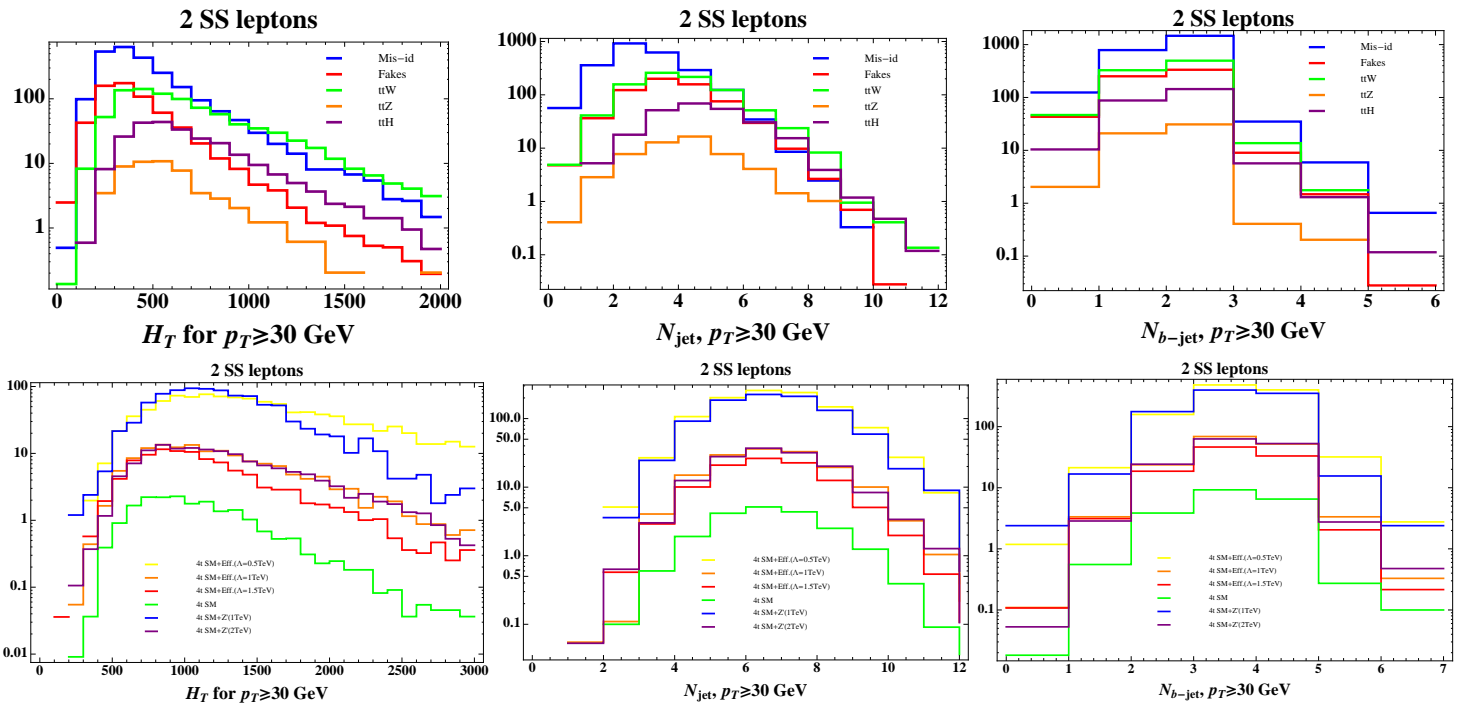 2 SS leptons
100
10
1
Mis-id
Fakes
ttW
ttZ
ttH
0 500 1000 1500 2000
H_T for p_T≥30 GeV
2 SS leptons
1000
100
10
1
0.1
Mis-id
Fakes
ttW
ttZ
ttH
0 2 4 6 8 10 12
N_jet, p_T≥30 GeV
2 SS leptons
1000
100
10
1
0.1
Mis-id
Fakes
ttW
ttZ
ttH
0 1 2 3 4 5 6
N_b-jet, p_T≥30 GeV
2 SS leptons
100
10
1
0.1
0.01
4t SM+Eff.(Λ=0.5TeV)
4t SM+Eff.(Λ=1TeV)
4t SM+Eff.(Λ=1.5TeV)
4t SM
4t SM+Z'(1TeV)
4t SM+Z'(2TeV)
0 500 1000 1500 2000 2500 3000
H_T for p_T≥30 GeV
2 SS leptons
100.0
50.0
10.0
5.0
1.0
0.5
0.1
4t SM+Eff.(Λ=0.5TeV)
4t SM+Eff.(Λ=1TeV)
4t SM+Eff.(Λ=1.5TeV)
4t SM
4t SM+Z'(1TeV)
4t SM+Z'(2TeV)
0 2 4 6 8 10 12
N_jet, p_T≥30 GeV
2 SS leptons
100
10
1
0.1
4t SM+Eff.(Λ=0.5TeV)
4t SM+Eff.(Λ=1TeV)
4t SM+Eff.(Λ=1.5TeV)
4t SM
4t SM+Z'(1TeV)
4t SM+Z'(2TeV)
0 1 2 3 4 5 6 7
N_b-jet, p_T≥30 GeV